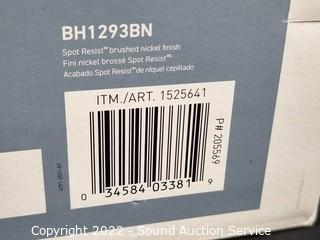 BH1293BN
Spot Resist™ brushed nickel finish
Fini nickel brossé Spot Resist™
Acabado Spot Resist™ de níquel cepillado
ITM./ART. 1525641
P# 205569
0 34584 03381 9
Copyright 2022 - Sound Auction Service